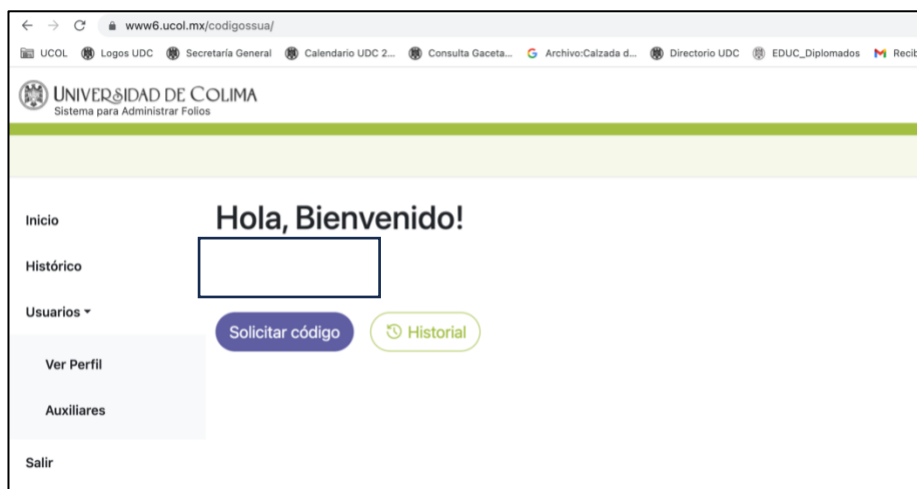 www6.ucol.mx/codigossua/
UCOL Logos UDC Secretaría General Calendario UDC 2... Consulta Gaceta... Archivo:Calzada d... Directorio UDC EDUC_Diplomados Recib
UNIVERSIDAD DE COLIMA
Sistema para Administrar Folios
Inicio
Hola, Bienvenido!
Histórico
Usuarios
Solicitar código Historial
Ver Perfil
Auxiliares
Salir